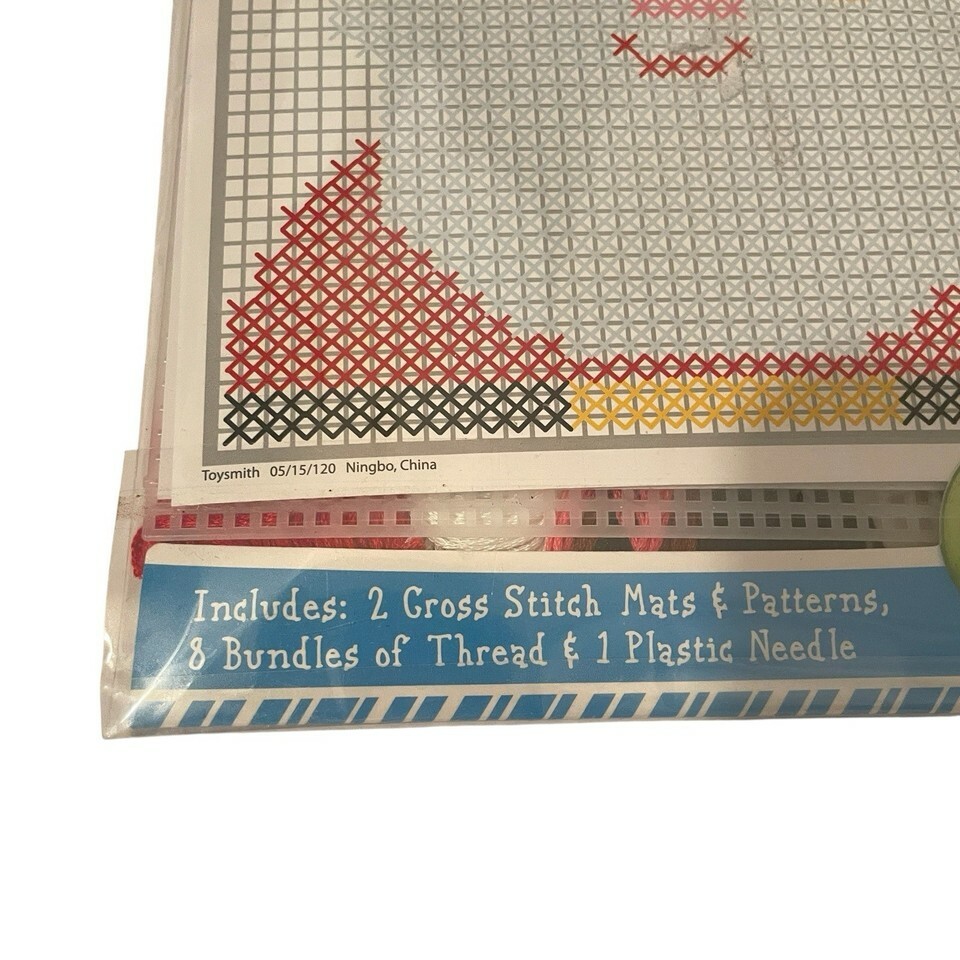 Toysmith 05/15/120 Ningbo, China
Includes: 2 Cross Stitch Mats & Patterns,
8 Bundles of Thread & 1 Plastic Needle